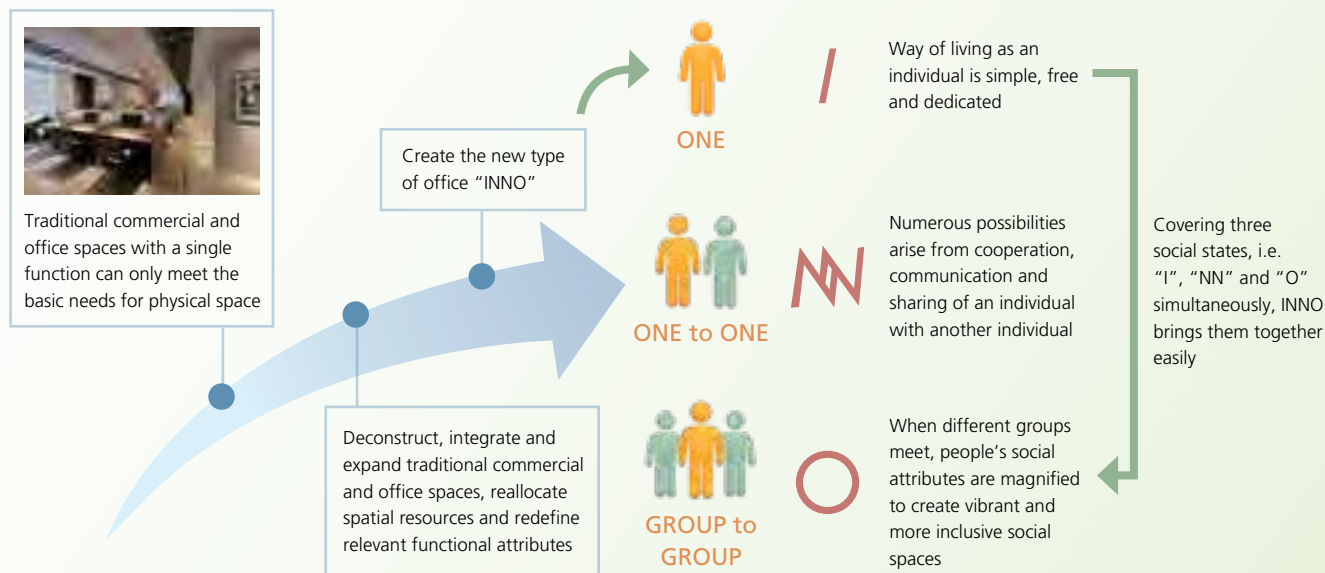 Traditional commercial and
office spaces with a single
function can only meet the
basic needs for physical space
Deconstruct, integrate and
expand traditional commercial
and office spaces, reallocate
spatial resources and redefine
relevant functional attributes
Create the new type
of office “INNO”
ONE
I
Way of living as an
individual is simple, free
and dedicated
ONE to ONE
NN
Numerous possibilities
arise from cooperation,
communication and
sharing of an individual
with another individual
GROUP to
GROUP
O
When different groups
meet, people’s social
attributes are magnified
to create vibrant and
more inclusive social
spaces
Covering three
social states, i.e.
“I”, “NN” and “O”
simultaneously, INNO
brings them together
easily